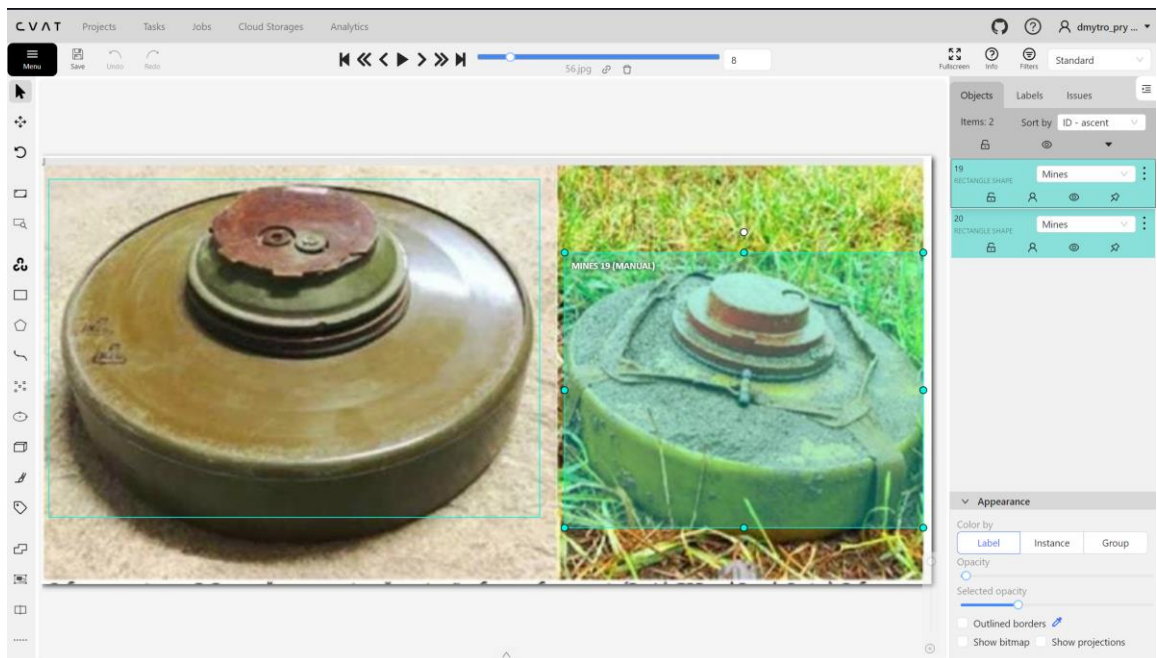 CVAT Projects Tasks Jobs Cloud Storages Analytics dmytro_pry ...
Menu Save Undo Redo 56.jpg 8 Fullscreen Info Filters Standard
Objects Labels Issues
Items: 2 Sort by ID - ascent
19 Mines
RECTANGLE SHAPE
20 Mines
RECTANGLE SHAPE
MINES 19 (MANUAL)
Appearance
Color by
Label Instance Group
Opacity
Selected opacity
Outlined borders
Show bitmap Show projections